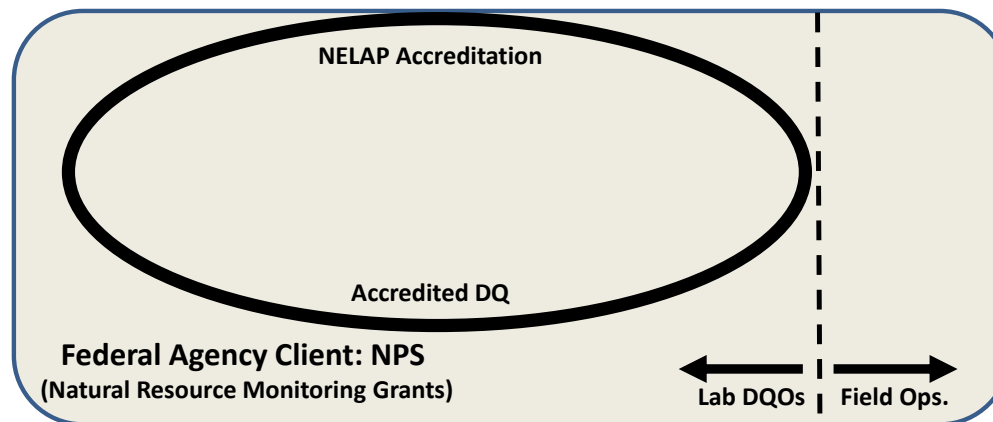 NELAP Accreditation
Accredited DQ
Federal Agency Client: NPS
(Natural Resource Monitoring Grants)
Lab DQOs
Field Ops.